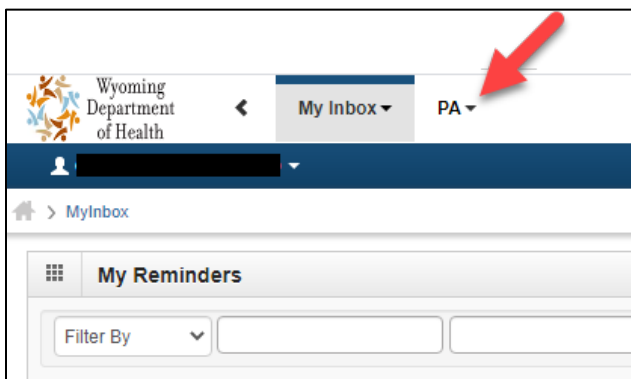 Wyoming
Department
of Health
My Inbox
PA
MyInbox
My Reminders
Filter By